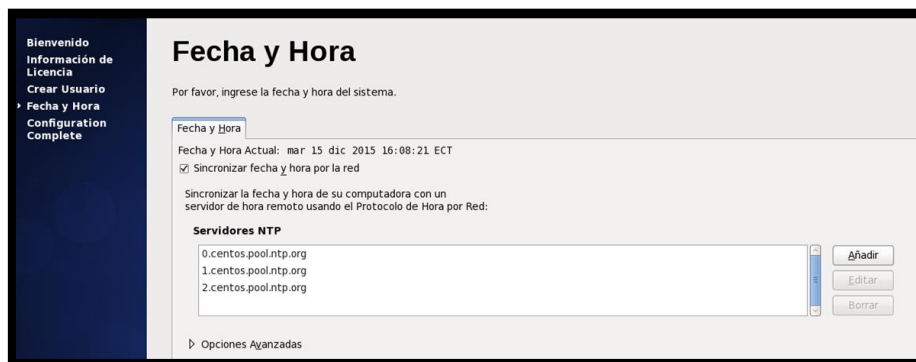 Bienvenido
Información de
Licencia
Crear Usuario
Fecha y Hora
Configuration
Complete
Fecha y Hora
Por favor, ingrese la fecha y hora del sistema.
Fecha y Hora
Fecha y Hora Actual: mar 15 dic 2015 16:08:21 ECT
Sincronizar fecha y hora por la red
Sincronizar la fecha y hora de su computadora con un
servidor de hora remoto usando el Protocolo de Hora por Red:
Servidores NTP
0.centos.pool.ntp.org
1.centos.pool.ntp.org
2.centos.pool.ntp.org
Añadir
Editar
Borrar
Opciones Avanzadas